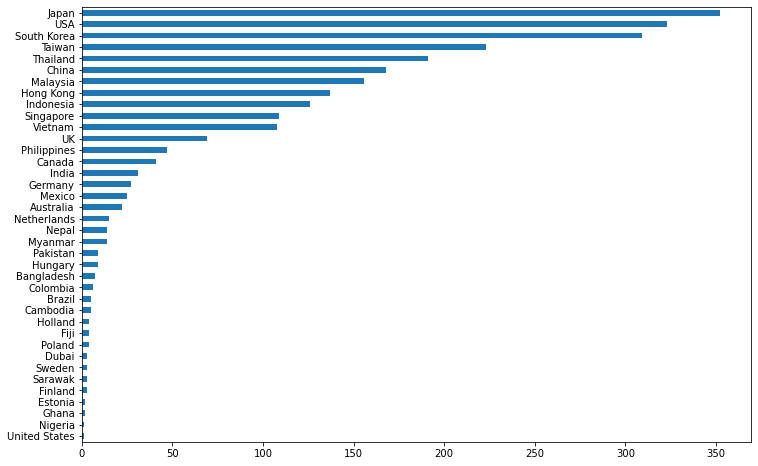 Japan
USA
South Korea
Taiwan
Thailand
China
Malaysia
Hong Kong
Indonesia
Singapore
Vietnam
UK
Philippines
Canada
India
Germany
Mexico
Australia
Netherlands
Nepal
Myanmar
Pakistan
Hungary
Bangladesh
Colombia
Brazil
Cambodia
Holland
Fiji
Poland
Dubai
Sweden
Sarawak
Finland
Estonia
Ghana
Nigeria
United States
0 50 100 150 200 250 300 350